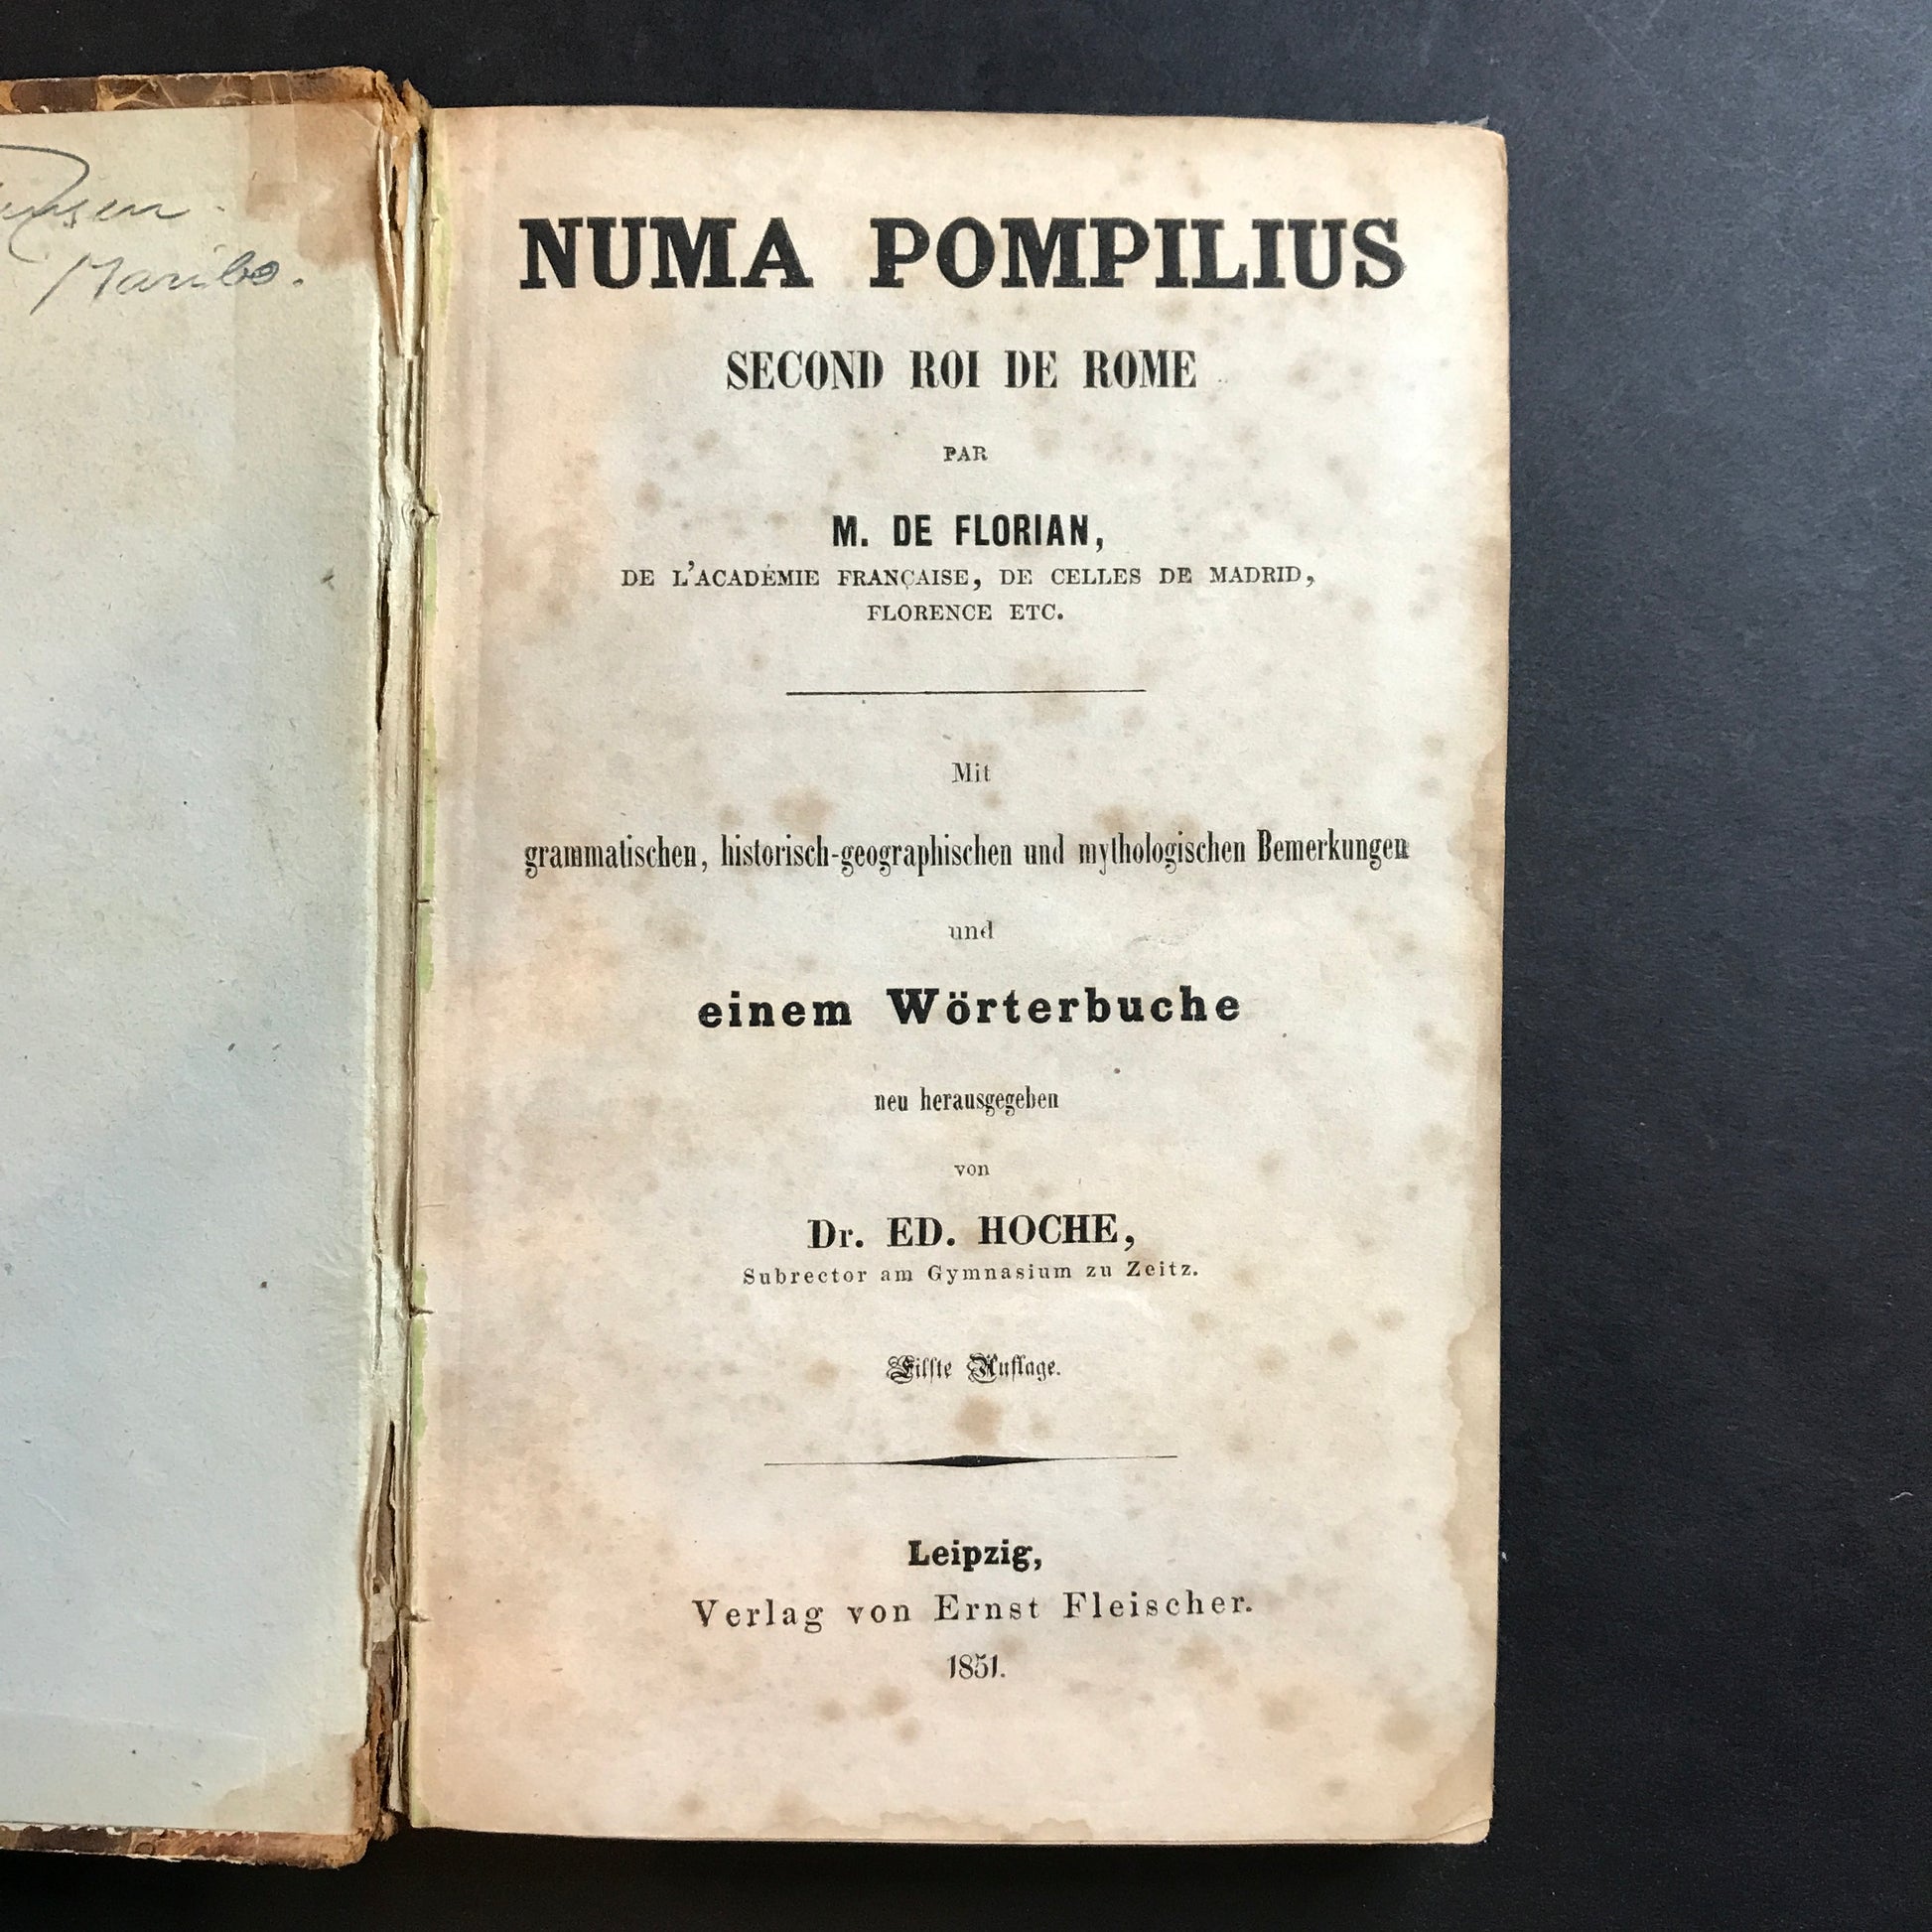 Maribo.
NUMA POMPILIUS
SECOND ROI DE ROME
PAR
M. DE FLORIAN,
DE L'ACADÉMIE FRANÇAISE, DE CELLES DE MADRID,
FLORENCE ETC.
Mit
grammatischen, historisch-geographischen und mythologischen Bemerkungen
und
einem Wörterbuche
neu herausgegeben
von
Dr. ED. HOCHE,
Subrector am Gymnasium zu Zeitz.
Eilfte Auflage.
Leipzig,
Verlag von Ernst Fleischer.
1851.